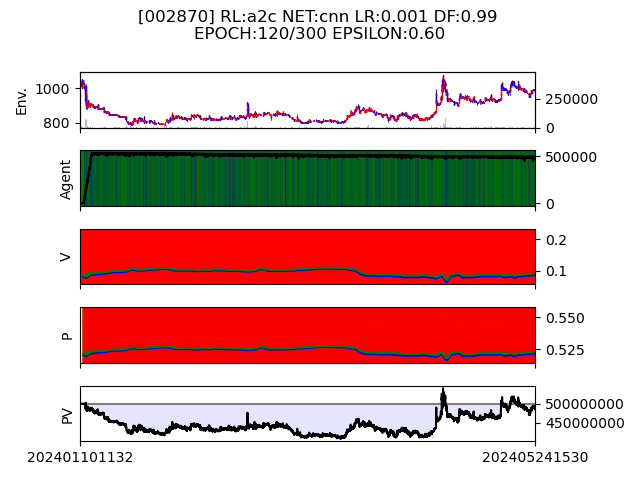 [002870] RL:a2c NET:cnn LR:0.001 DF:0.99
EPOCH:120/300 EPSILON:0.60
Env.
1000
800
250000
0
Agent
500000
0
V
0.2
0.1
P
0.550
0.525
PV
500000000
450000000
202401101132
202405241530